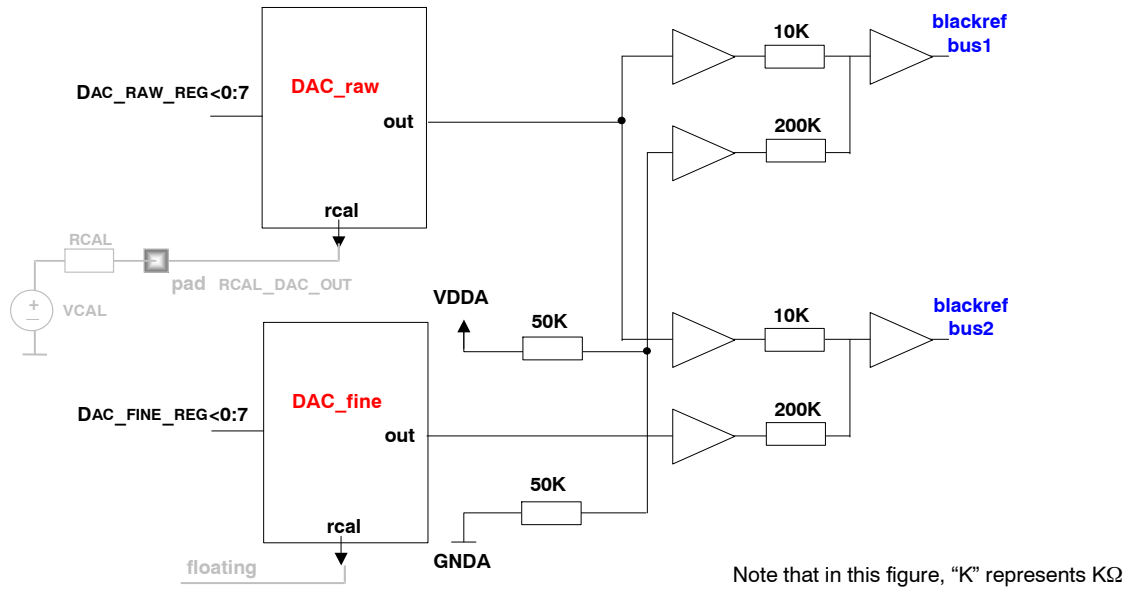 blackref
bus1
10K
DAC_raw
DAC_RAW_REG<0:7
out
200K
rcal
RCAL
pad RCAL_DAC_OUT
VCAL
VDDA
50K
10K
blackref
bus2
DAC_fine
DAC_FINE_REG<0:7
out
200K
50K
rcal
floating
GNDA
Note that in this figure, “K” represents KΩ